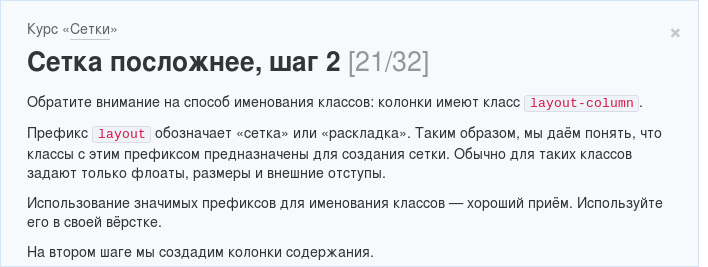 Курс «Сетки»
×
Сетка посложнее, шаг 2 [21/32]
Обратите внимание на способ именования классов: колонки имеют класс layout-column.
Префикс layout обозначает «сетка» или «раскладка». Таким образом, мы даём понять, что
классы с этим префиксом предназначены для создания сетки. Обычно для таких классов
задают только флоаты, размеры и внешние отступы.
Использование значимых префиксов для именования классов — хороший приём. Используйте
его в своей вёрстке.
На втором шаге мы создадим колонки содержания.